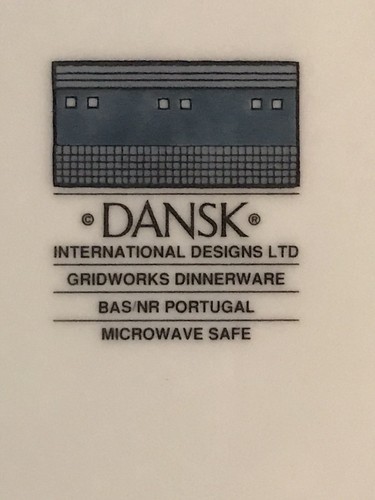 © DANSK ®
INTERNATIONAL DESIGNS LTD
GRIDWORKS DINNERWARE
BAS/NR PORTUGAL
MICROWAVE SAFE